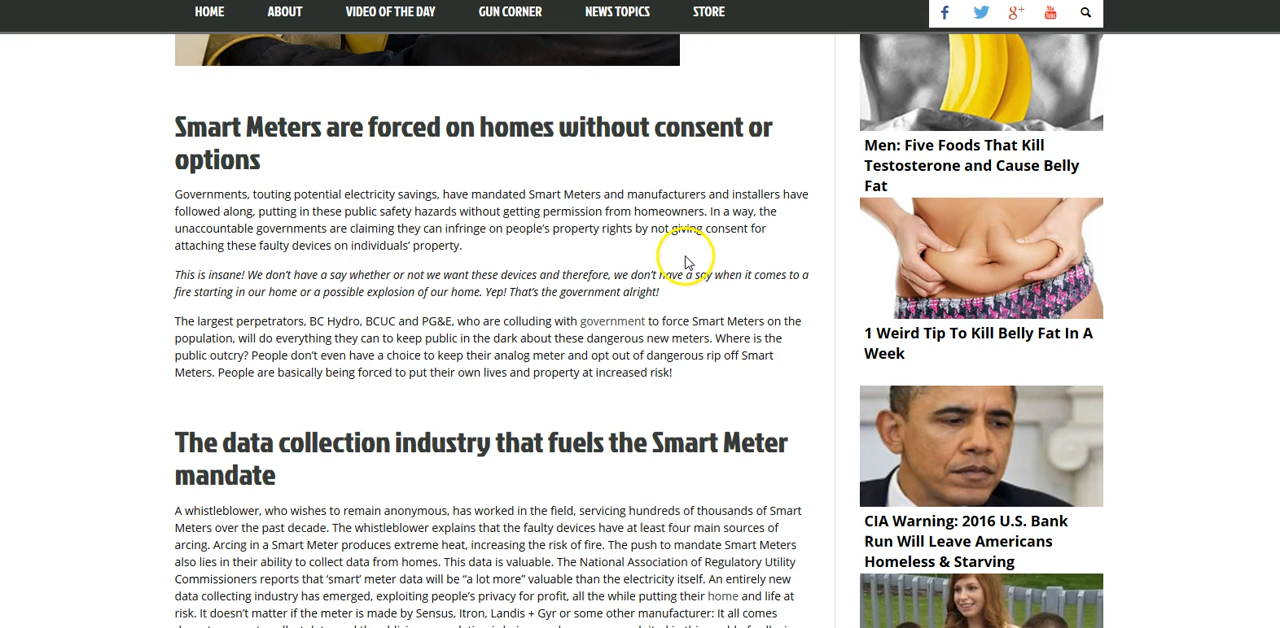 HOME ABOUT VIDEO OF THE DAY GUN CORNER NEWS TOPICS STORE
Smart Meters are forced on homes without consent or
options
Governments, touting potential electricity savings, have mandated Smart Meters and manufacturers and installers have
followed along, putting in these public safety hazards without getting permission from homeowners. In a way, the
unaccountable governments are claiming they can infringe on people's property rights by not giving consent for
attaching these faulty devices on individuals' property.
This is insane! We don't have a say whether or not we want these devices and therefore, we don't have a say when it comes to a
fire starting in our home or a possible explosion of our home. Yep! That's the government alright!
The largest perpetrators, BC Hydro, BCUC and PG&E, who are colluding with government to force Smart Meters on the
population, will do everything they can to keep public in the dark about these dangerous new meters. Where is the
public outcry? People don't even have a choice to keep their analog meter and opt out of dangerous rip off Smart
Meters. People are basically being forced to put their own lives and property at increased risk!
The data collection industry that fuels the Smart Meter
mandate
A whistleblower, who wishes to remain anonymous, has worked in the field, servicing hundreds of thousands of Smart
Meters over the past decade. The whistleblower explains that the faulty devices have at least four main sources of
arcing. Arcing in a Smart Meter produces extreme heat, increasing the risk of fire. The push to mandate Smart Meters
also lies in their ability to collect data from homes. This data is valuable. The National Association of Regulatory Utility
Commissioners reports that 'smart' meter data will be "a lot more" valuable than the electricity itself. An entirely new
data collecting industry has emerged, exploiting people's privacy for profit, all the while putting their home and life at
risk. It doesn't matter if the meter is made by Sensus, Itron, Landis + Gyr or some other manufacturer: It all comes
Men: Five Foods That Kill
Testosterone and Cause Belly
Fat
1 Weird Tip To Kill Belly Fat In A
Week
CIA Warning: 2016 U.S. Bank
Run Will Leave Americans
Homeless & Starving